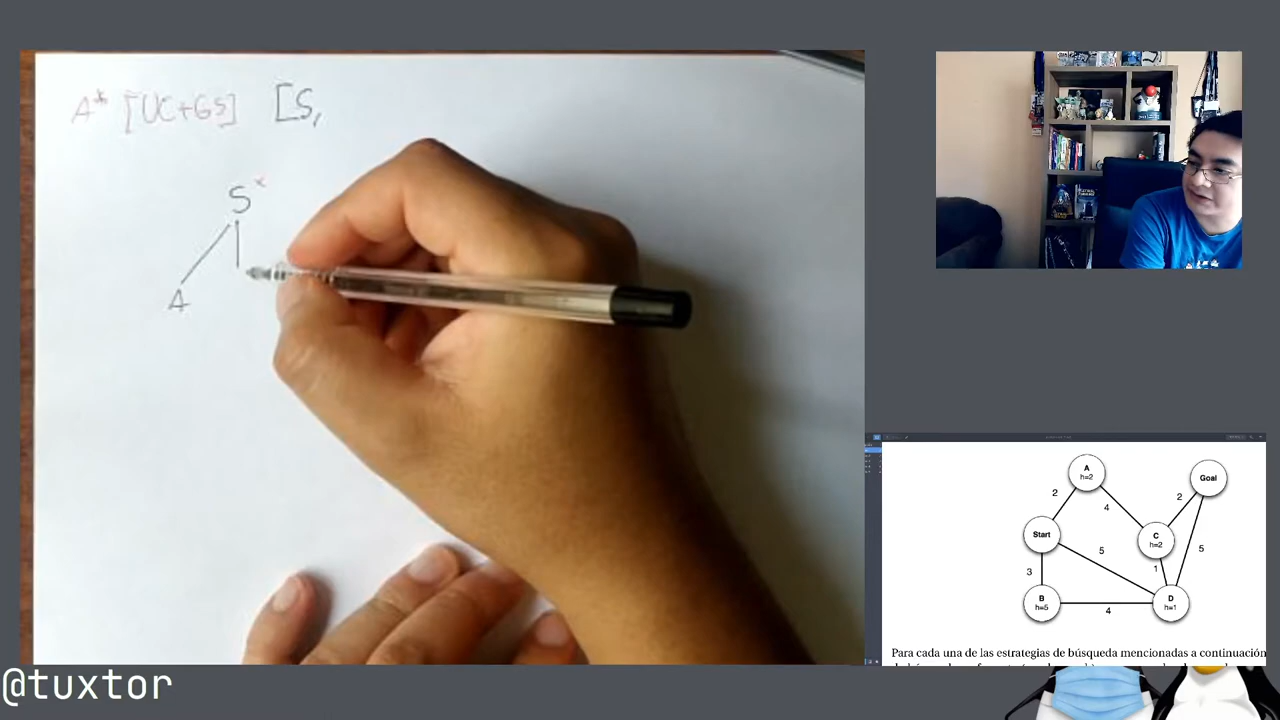 A* [UC+GS] [S,
S*
A
A
h=2
Goal
2
4
2
Start
C
h=2
5
5
3
1
B
h=5
D
h=1
4
Para cada una de las estrategias de búsqueda mencionadas a continuación
@tuxtor